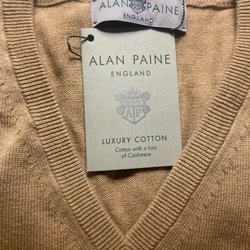 ALAN PAINE
ENGLAND
ALAN PAINE
ENGLAND
AP
LUXURY COTTON
Cotton with a hint
of Cashmere